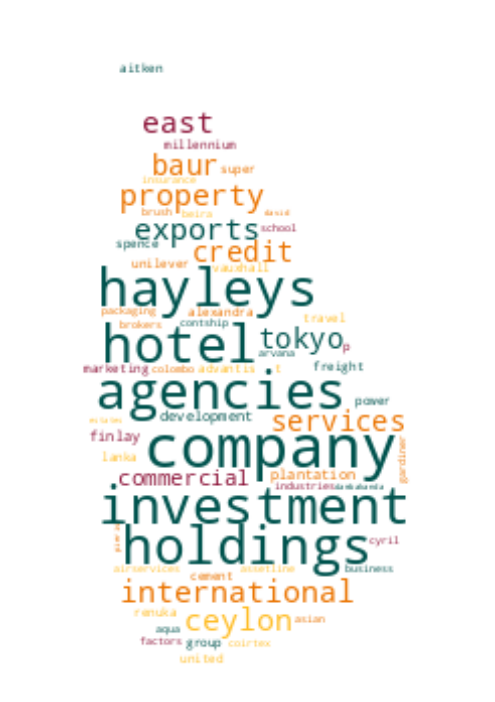 aitken
east
millennium
baur super
insurance
property
brush beira david
exports school
spence credit
unilever vauxhall
hayleys
packaging alexandra travel
brokers contship
hotel tokyo p
arvana
marketing colombo advantis t freight
agencies power
development
services
finlay
company
lanka gardiner
commercial plantation
industries
investment
holdings cyril
airservices assetline business
cement
international
renuka
ceylon asian
aqua
factors group coirtex
united